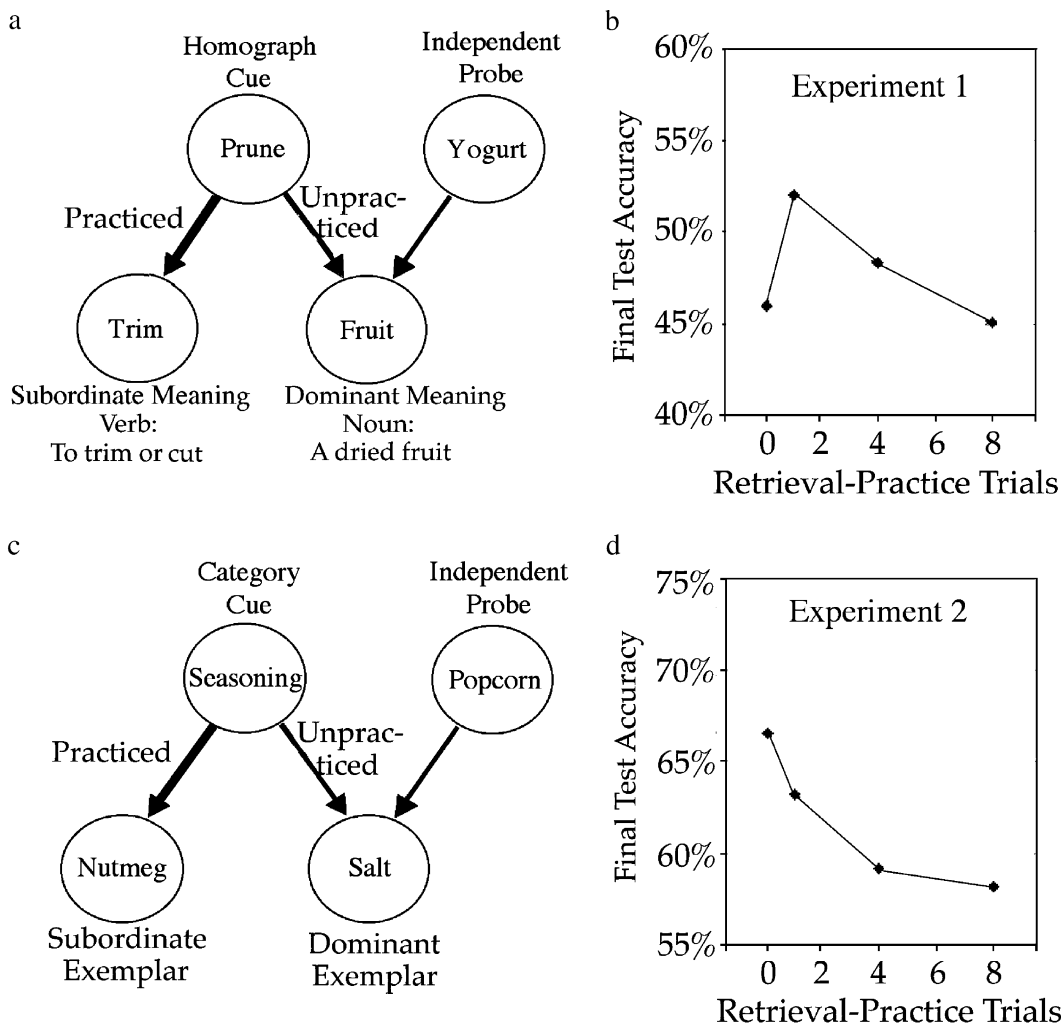 a
Homograph
Cue
Independent
Probe
Prune
Yogurt
Practiced
Unprac-
ticed
Trim
Fruit
Subordinate Meaning
Verb:
To trim or cut
Dominant Meaning
Noun:
A dried fruit
b
60%
55%
50%
45%
40%
Final Test Accuracy
Experiment 1
0 2 4 6 8
Retrieval-Practice Trials
c
Category
Cue
Independent
Probe
Seasoning
Popcorn
Practiced
Unprac-
ticed
Nutmeg
Salt
Subordinate
Exemplar
Dominant
Exemplar
d
75%
70%
65%
60%
55%
Final Test Accuracy
Experiment 2
0 2 4 6 8
Retrieval-Practice Trials